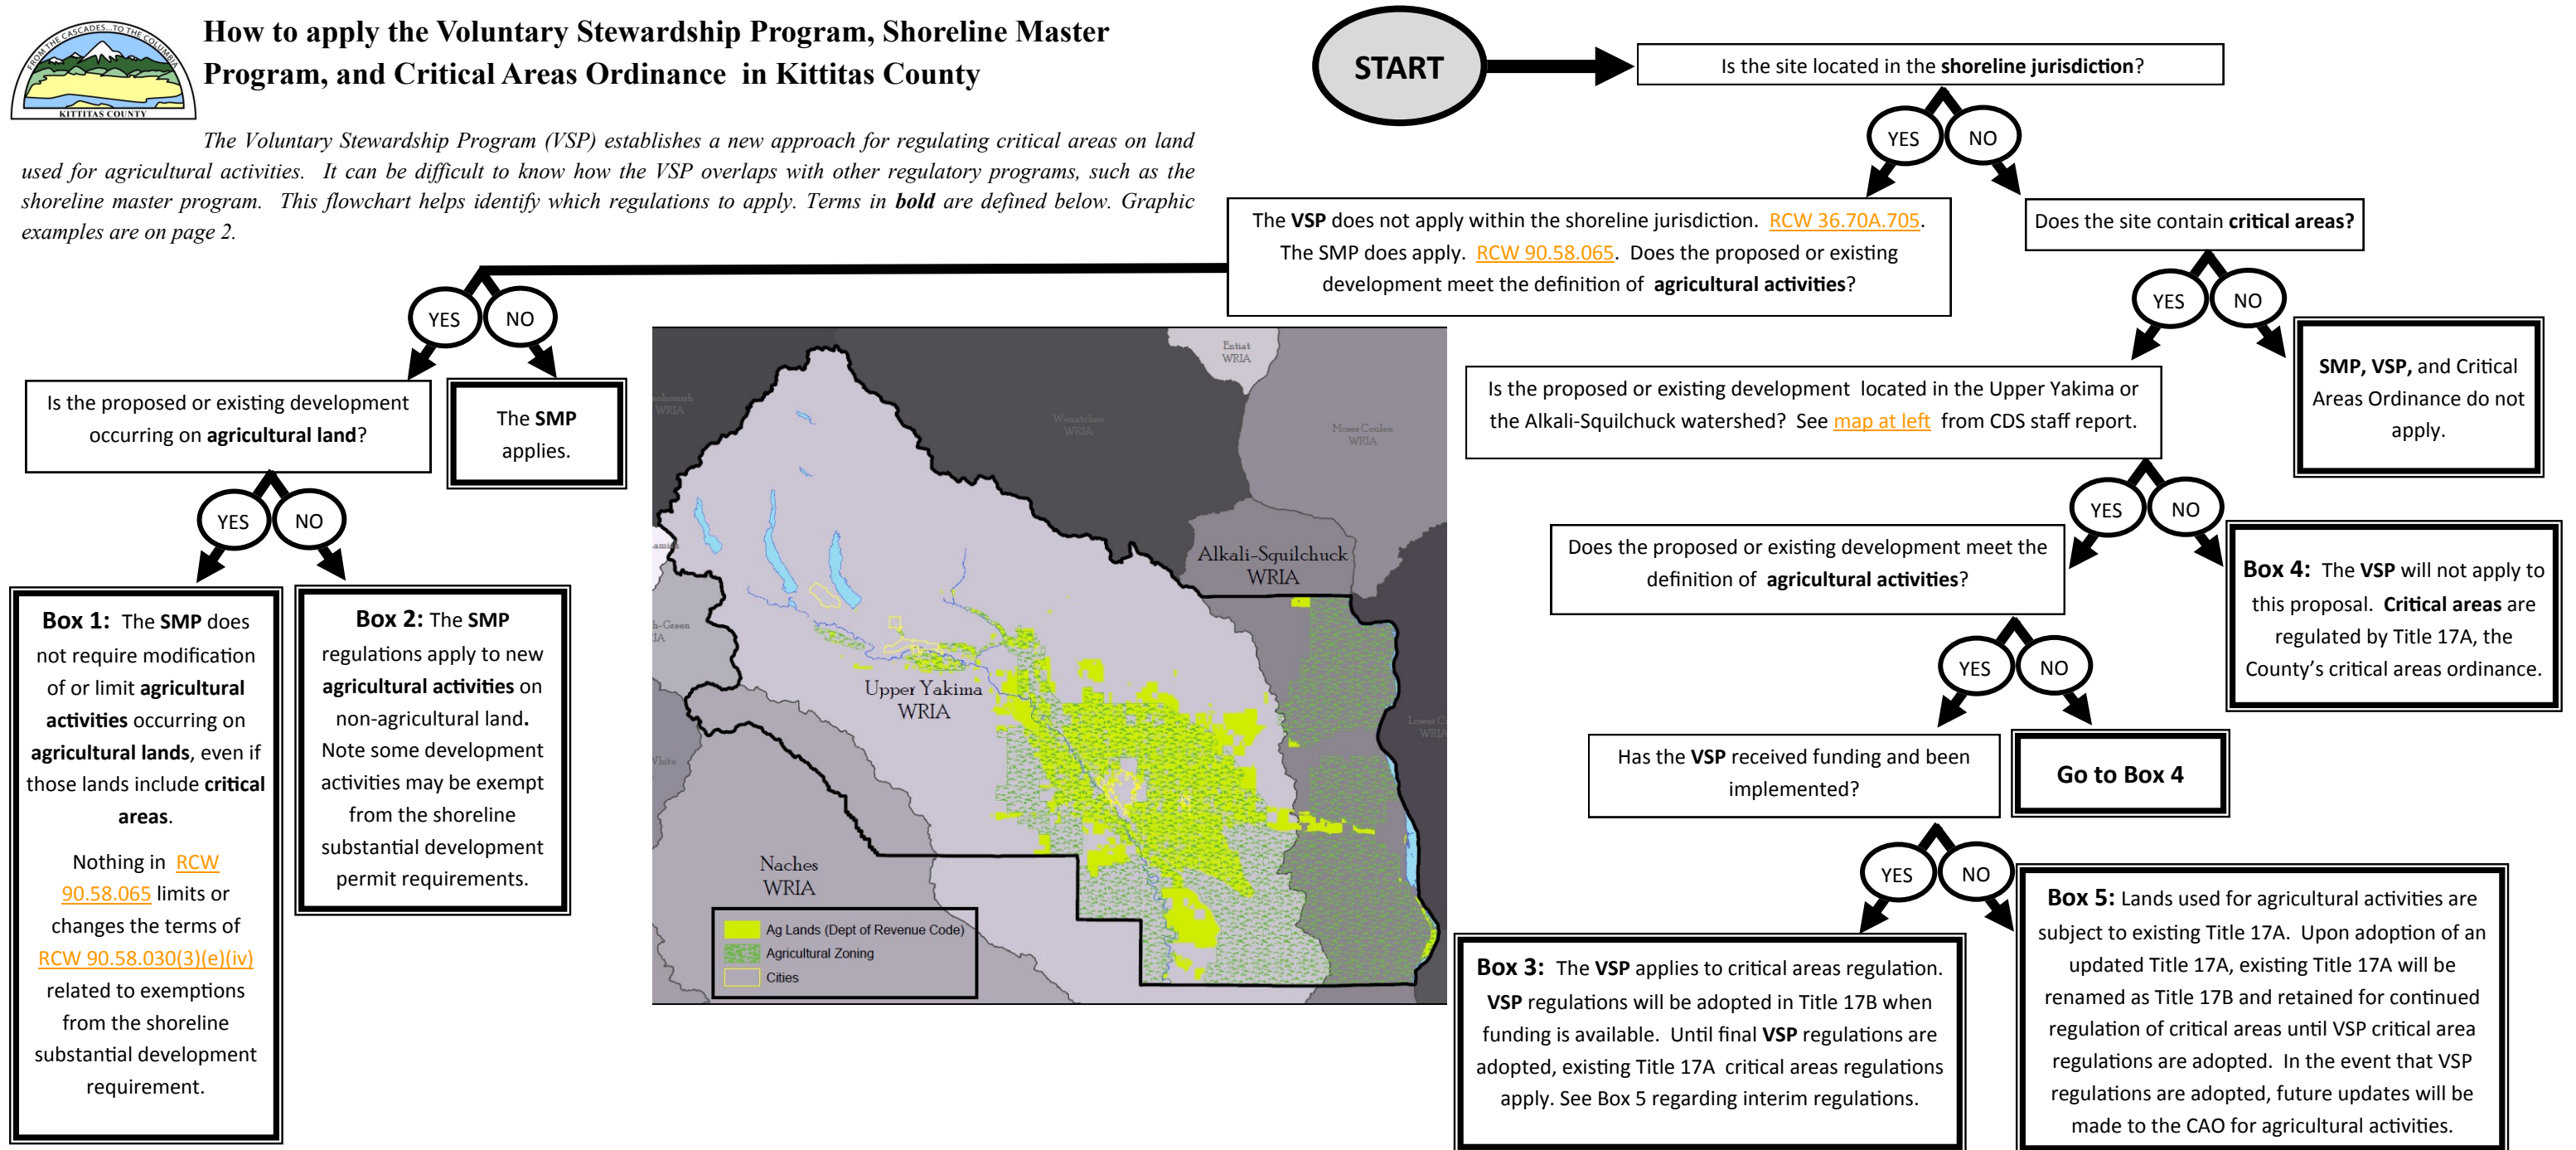 FROM THE CASCADES...TO THE COLUMBIA
KITTITAS COUNTY
How to apply the Voluntary Stewardship Program, Shoreline Master
Program, and Critical Areas Ordinance in Kittitas County
The Voluntary Stewardship Program (VSP) establishes a new approach for regulating critical areas on land
used for agricultural activities. It can be difficult to know how the VSP overlaps with other regulatory programs, such as the
shoreline master program. This flowchart helps identify which regulations to apply. Terms in bold are defined below. Graphic
examples are on page 2.
START
Is the site located in the shoreline jurisdiction?
YES
NO
The VSP does not apply within the shoreline jurisdiction. RCW 36.70A.705.
The SMP does apply. RCW 90.58.065. Does the proposed or existing
development meet the definition of agricultural activities?
Does the site contain critical areas?
YES
NO
YES
NO
Is the proposed or existing development
occurring on agricultural land?
The SMP
applies.
YES
NO
Box 1: The SMP does
not require modification
of or limit agricultural
activities occurring on
agricultural lands, even if
those lands include critical
areas.
Nothing in RCW
90.58.065 limits or
changes the terms of
RCW 90.58.030(3)(e)(iv)
related to exemptions
from the shoreline
substantial development
requirement.
Box 2: The SMP
regulations apply to new
agricultural activities on
non-agricultural land.
Note some development
activities may be exempt
from the shoreline
substantial development
permit requirements.
Entiat
WRIA
WRIA
Wenatchee
WRIA
Moses Coulee
WRIA
Alkali-Squilchuck
WRIA
Upper Yakima
WRIA
Naches
WRIA
Lower
WRIA
White
Ag Lands (Dept of Revenue Code)
Agricultural Zoning
Cities
Is the proposed or existing development located in the Upper Yakima or
the Alkali-Squilchuck watershed? See map at left from CDS staff report.
SMP, VSP, and Critical
Areas Ordinance do not
apply.
YES
NO
Does the proposed or existing development meet the
definition of agricultural activities?
Box 4: The VSP will not apply to
this proposal. Critical areas are
regulated by Title 17A, the
County's critical areas ordinance.
YES
NO
Has the VSP received funding and been
implemented?
Go to Box 4
YES
NO
Box 3: The VSP applies to critical areas regulation.
VSP regulations will be adopted in Title 17B when
funding is available. Until final VSP regulations are
adopted, existing Title 17A critical areas regulations
apply. See Box 5 regarding interim regulations.
Box 5: Lands used for agricultural activities are
subject to existing Title 17A. Upon adoption of an
updated Title 17A, existing Title 17A will be
renamed as Title 17B and retained for continued
regulation of critical areas until VSP critical area
regulations are adopted. In the event that VSP
regulations are adopted, future updates will be
made to the CAO for agricultural activities.